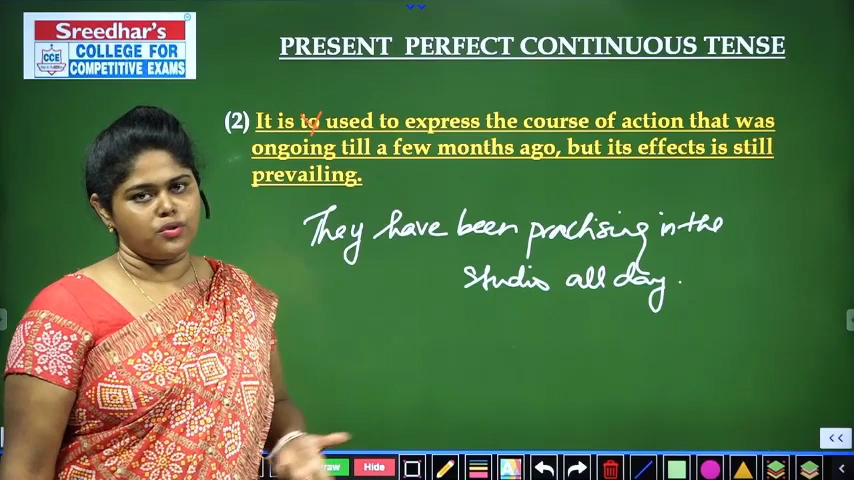 Sreedhar's
CCE
COLLEGE FOR
COMPETITIVE EXAMS
PRESENT PERFECT CONTINUOUS TENSE
(2) It is to used to express the course of action that was
ongoing till a few months ago, but its effects is still
prevailing.
They have been practising in the
studio all day.
raw
Hide
A
<<